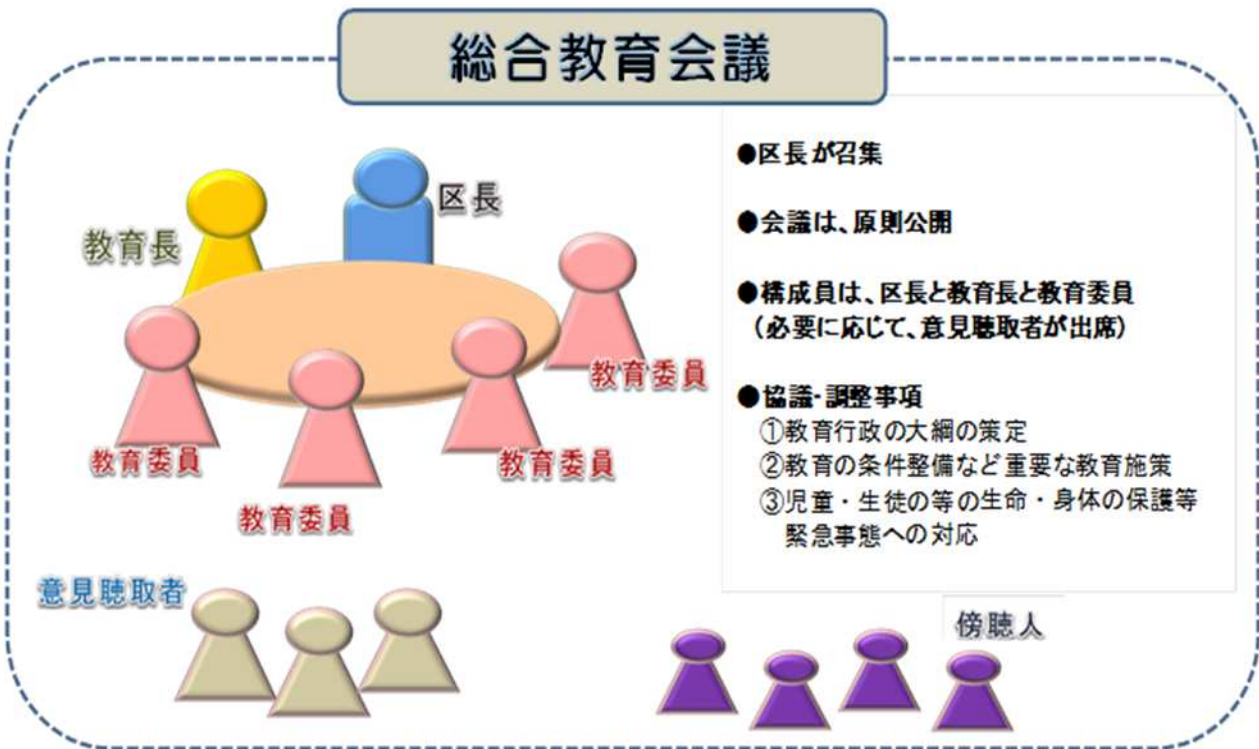 総合教育会議
区長
教育長
教育委員
教育委員
教育委員
教育委員
意見聴取者
●区長が召集
●会議は、原則公開
●構成員は、区長と教育長と教育委員
（必要に応じて、意見聴取者が出席）
●協議・調整事項
①教育行政の大綱の策定
②教育の条件整備など重要な教育施策
③児童・生徒の等の生命・身体の保護等
緊急事態への対応
傍聴人